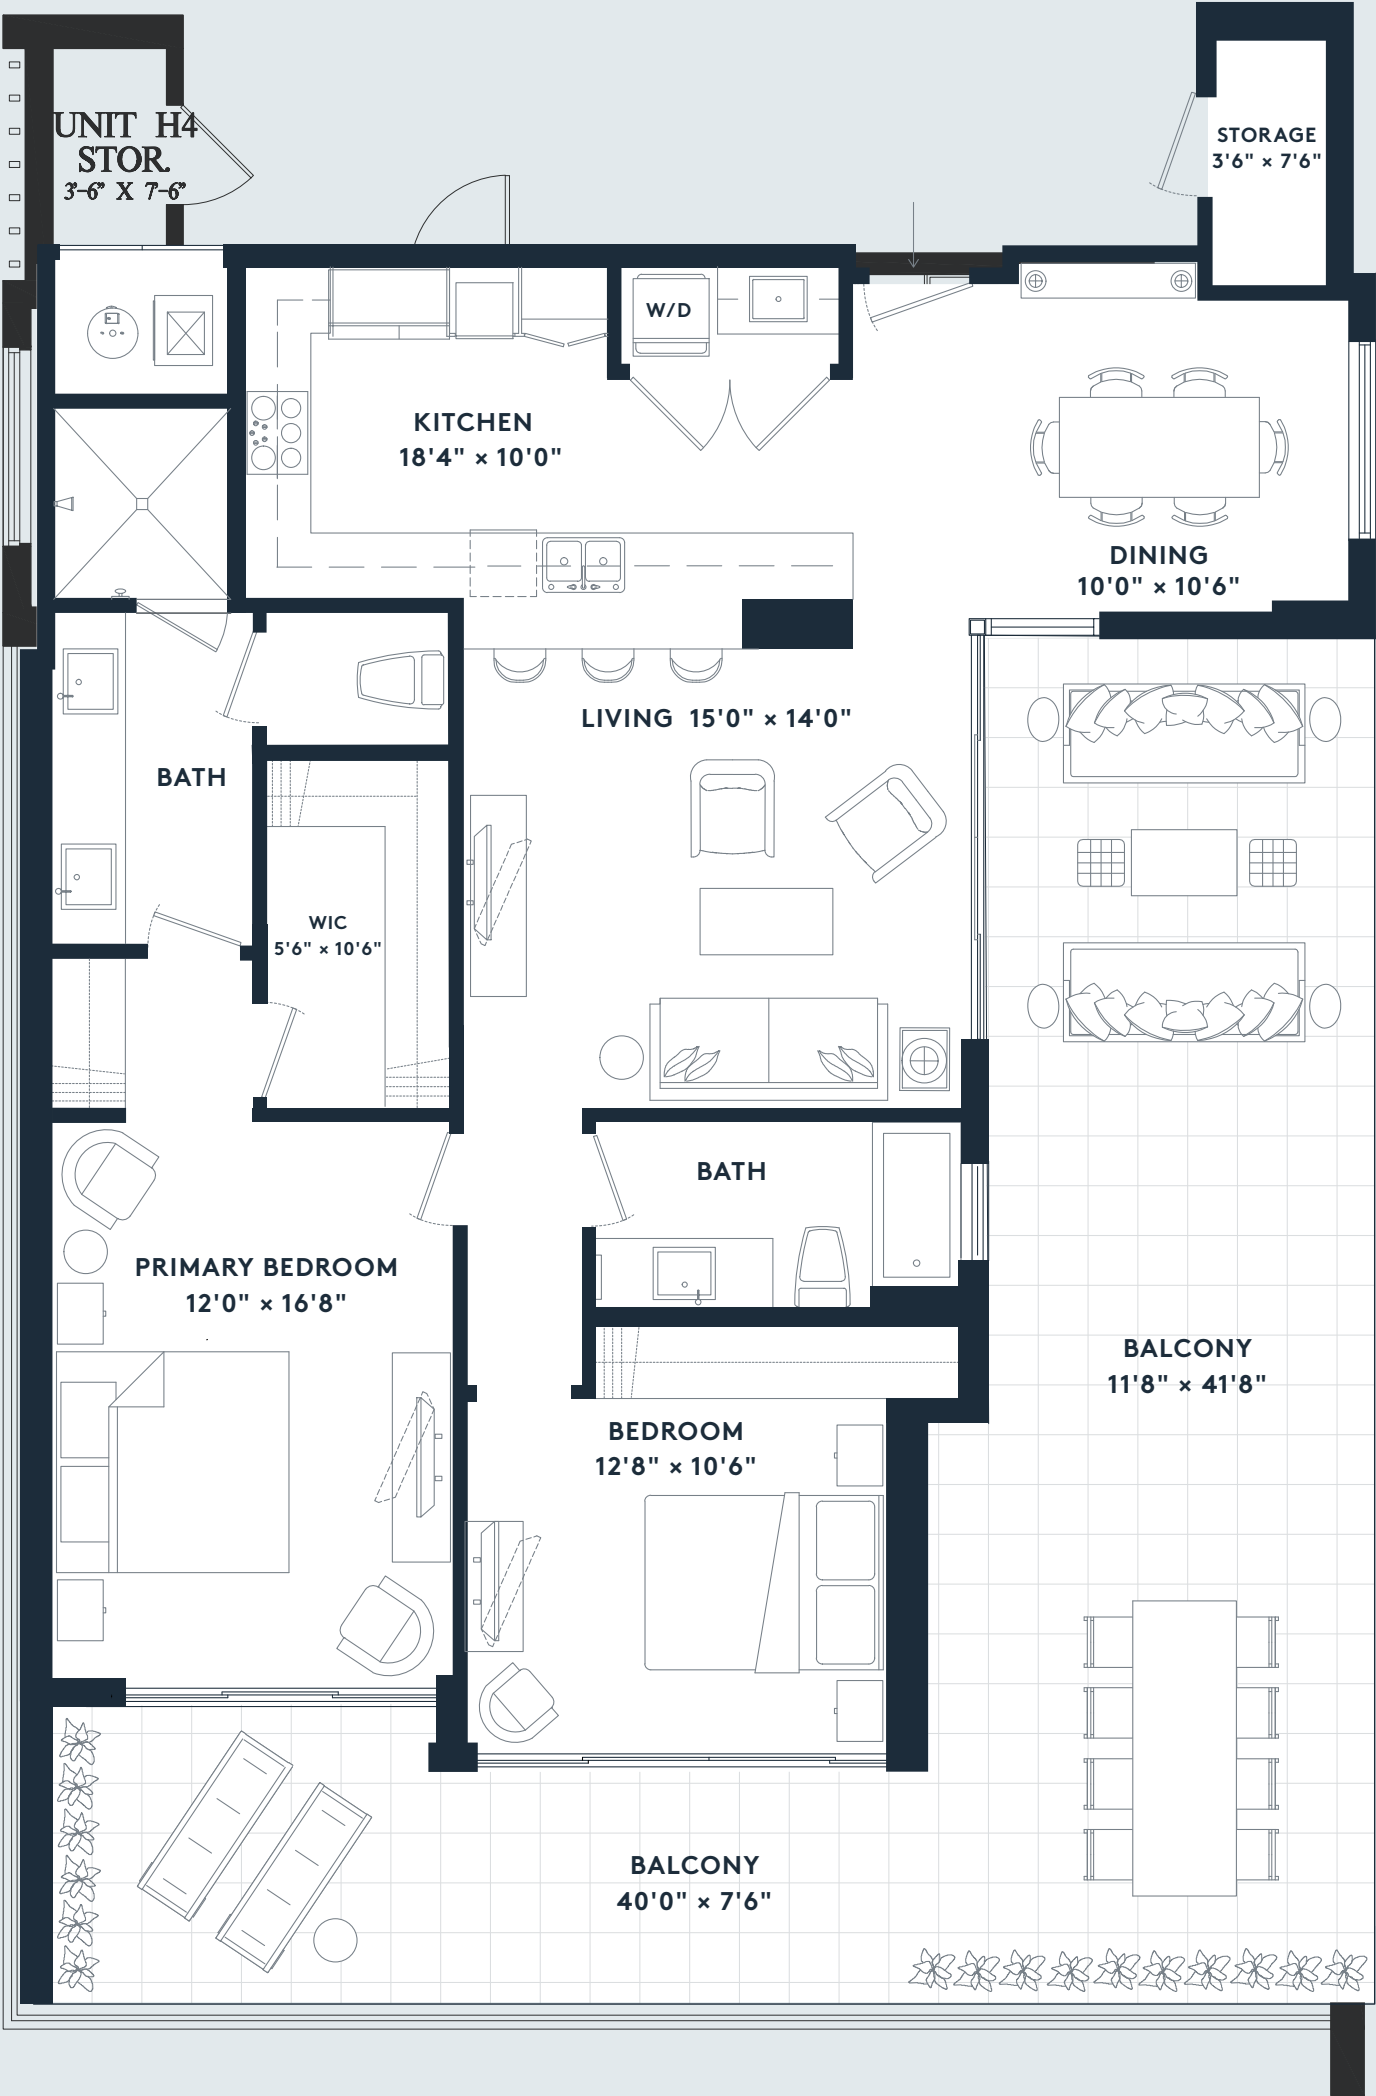 UNIT H4
STOR.
3'-6" X 7'-6"
STORAGE
3'6" × 7'6"
W/D
KITCHEN
18'4" × 10'0"
DINING
10'0" × 10'6"
LIVING 15'0" × 14'0"
BATH
WIC
5'6" × 10'6"
BATH
PRIMARY BEDROOM
12'0" × 16'8"
BALCONY
11'8" × 41'8"
BEDROOM
12'8" × 10'6"
BALCONY
40'0" × 7'6"